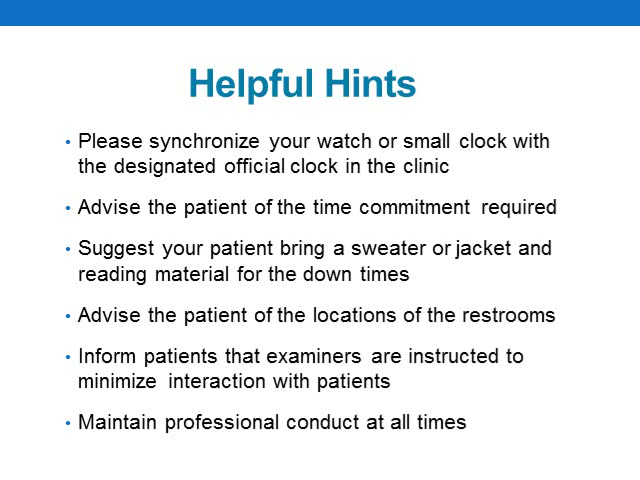 Helpful Hints
• Please synchronize your watch or small clock with
the designated official clock in the clinic
• Advise the patient of the time commitment required
• Suggest your patient bring a sweater or jacket and
reading material for the down times
• Advise the patient of the locations of the restrooms
• Inform patients that examiners are instructed to
minimize interaction with patients
• Maintain professional conduct at all times